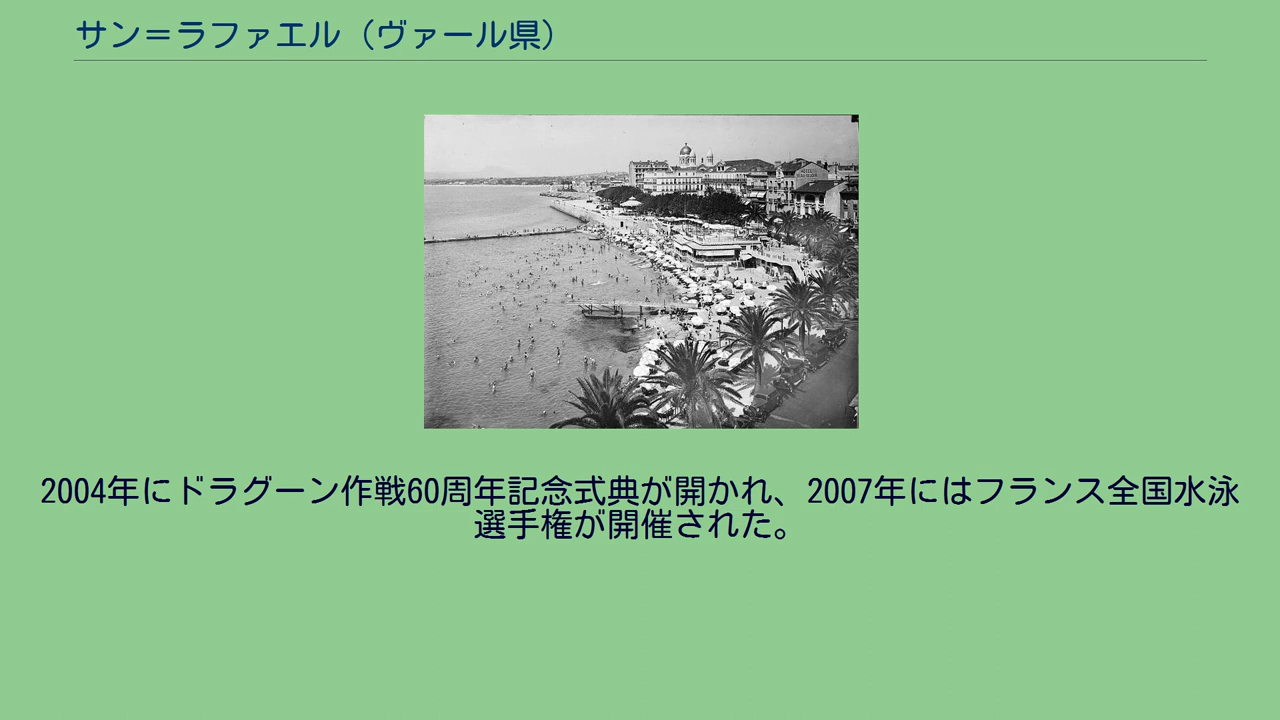 サン＝ラファエル（ヴァール県）
2004年にドラグーン作戦60周年記念式典が開かれ、2007年にはフランス全国水泳
選手権が開催された。